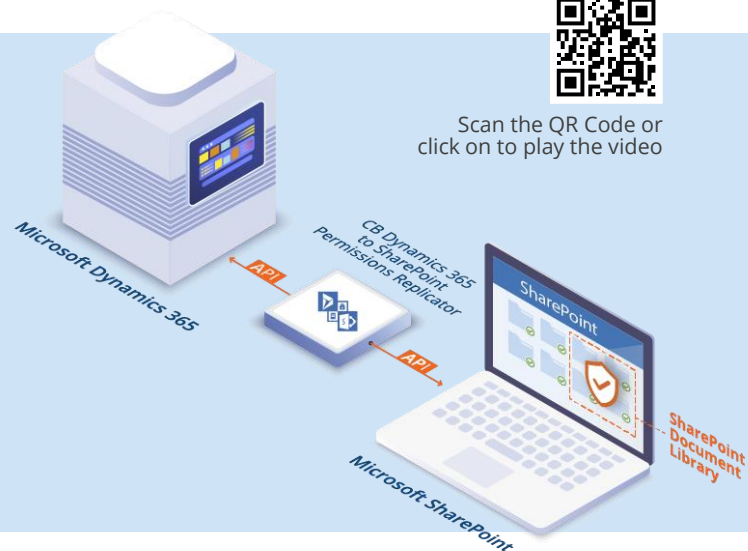 Scan the QR Code or
click on to play the video
Microsoft Dynamics 365
API
CB Dynamics 365
to SharePoint
Permissions Replicator
API
SharePoint
SharePoint
Document
Library
Microsoft SharePoint